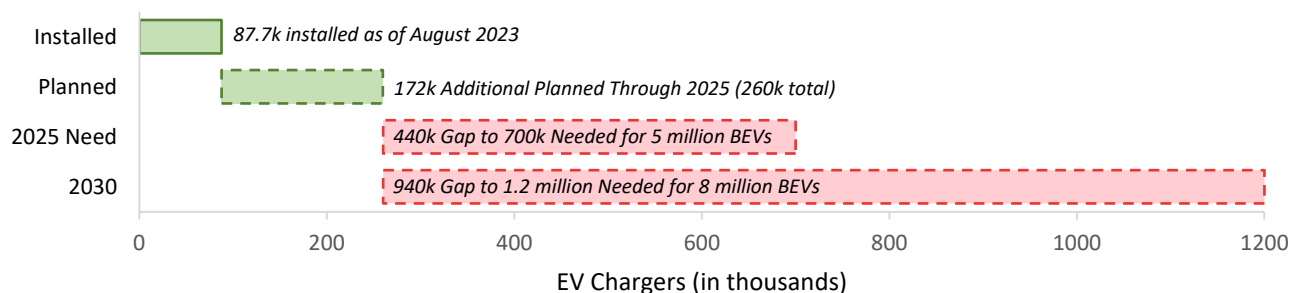 Installed
87.7k installed as of August 2023
Planned
172k Additional Planned Through 2025 (260k total)
2025 Need
440k Gap to 700k Needed for 5 million BEVs
2030
940k Gap to 1.2 million Needed for 8 million BEVs
0 200 400 600 800 1000 1200
EV Chargers (in thousands)